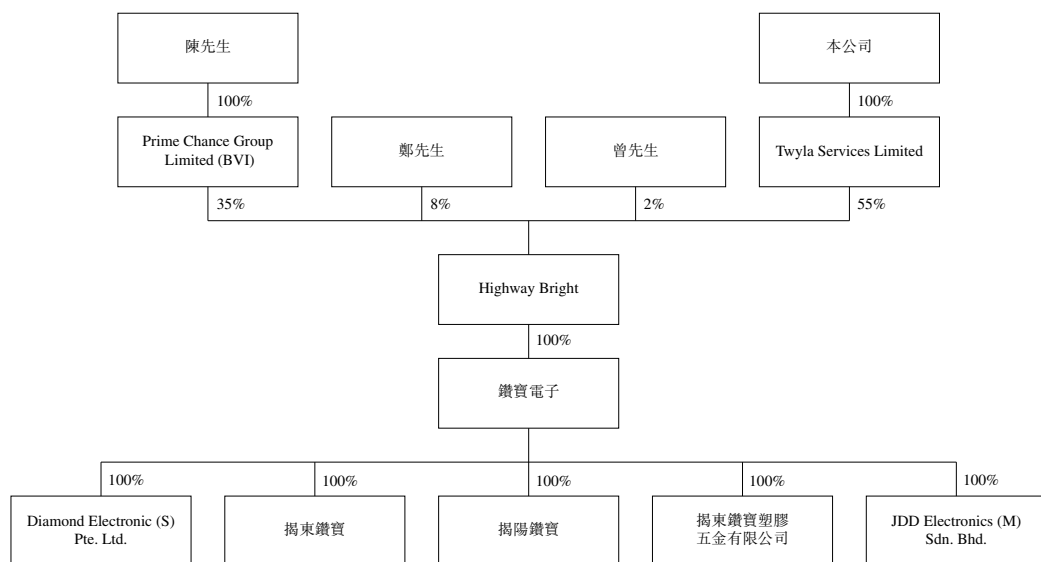 陳先生
本公司
100%
100%
Prime Chance Group
Limited (BVI)
鄭先生
曾先生
Twyla Services Limited
35%
8%
2%
55%
Highway Bright
100%
鑽寶電子
100%
100%
100%
100%
100%
Diamond Electronic (S)
Pte. Ltd.
揭東鑽寶
揭陽鑽寶
揭東鑽寶塑膠
五金有限公司
JDD Electronics (M)
Sdn. Bhd.